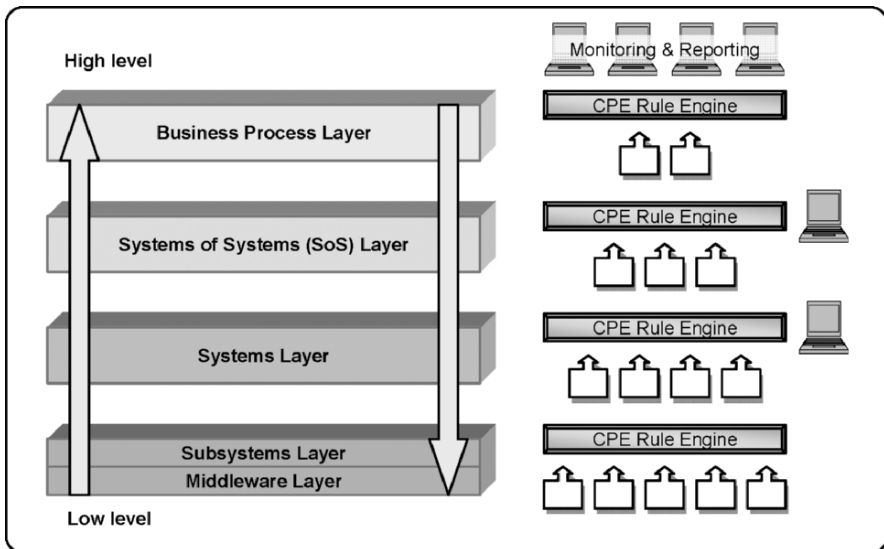 High level
Business Process Layer
Systems of Systems (SoS) Layer
Systems Layer
Subsystems Layer
Middleware Layer
Low level
Monitoring & Reporting
CPE Rule Engine
CPE Rule Engine
CPE Rule Engine
CPE Rule Engine